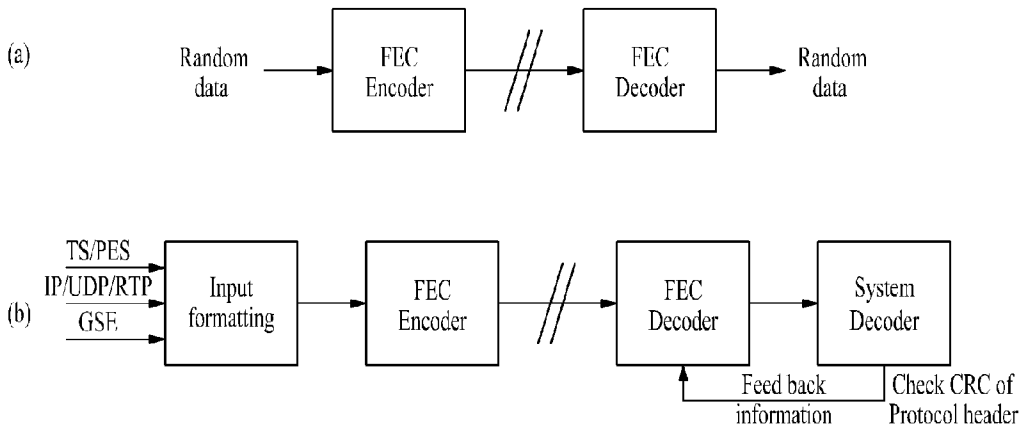 (a)
Random
data
FEC
Encoder
FEC
Decoder
Random
data
(b)
TS/PES
IP/UDP/RTP
GSE
Input
formatting
FEC
Encoder
FEC
Decoder
System
Decoder
Feed back
information
Check CRC of
Protocol header